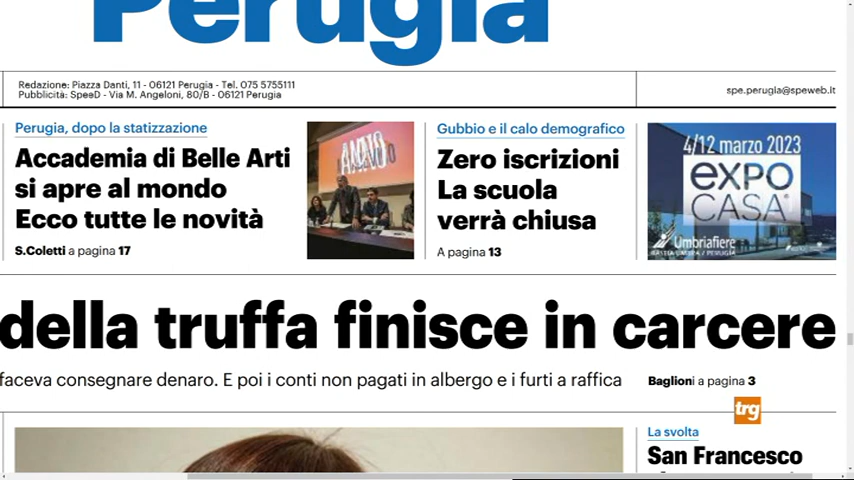 Perugia
Redazione: Piazza Danti, 11 - 06121 Perugia - Tel. 075 5755111
Pubblicità: SpeeD - Via M. Angeloni, 80/B - 06121 Perugia
spe.perugia@speweb.it
Perugia, dopo la statizzazione
Accademia di Belle Arti
si apre al mondo
Ecco tutte le novità
S.Coletti a pagina 17
ANNO
Gubbio e il calo demografico
Zero iscrizioni
La scuola
verrà chiusa
A pagina 13
4/12 marzo 2023
expo
CASA
Umbriafiere
BASTIA UMBRA / PERUGIA
della truffa finisce in carcere
faceva consegnare denaro. E poi i conti non pagati in albergo e i furti a raffica
Baglioni a pagina 3
trg
La svolta
San Francesco